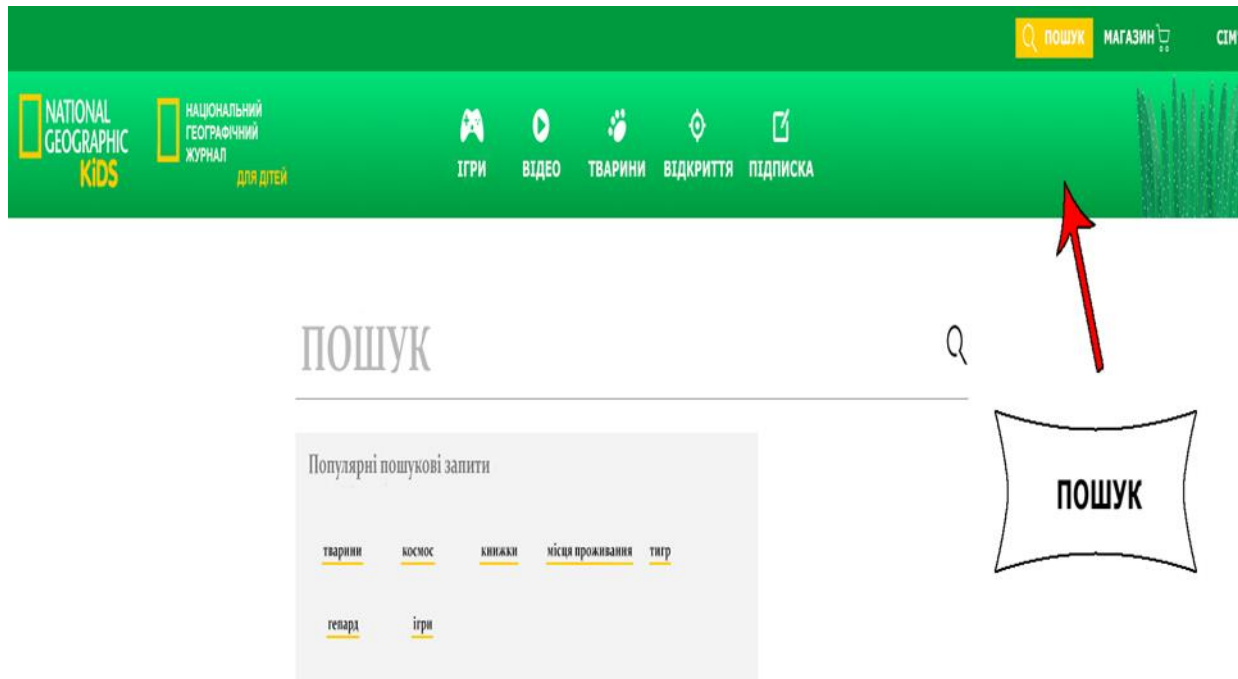 ПОШУК
МАГАЗИН
СІМ
NATIONAL
GEOGRAPHIC
KiDS
НАЦІОНАЛЬНИЙ
ГЕОГРАФІЧНИЙ
ЖУРНАЛ
ДЛЯ ДІТЕЙ
ІГРИ ВІДЕО ТВАРИНИ ВІДКРИТТЯ ПІДПИСКА
ПОШУК
Популярні пошукові запити
тварини космос книжки місця проживання тигр
гепард ігри
ПОШУК